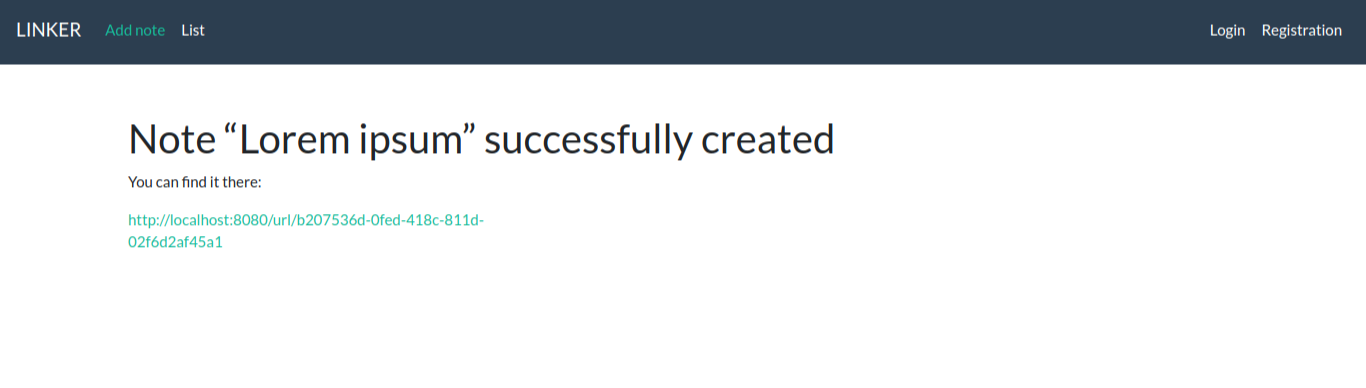 LINKER Add note List Login Registration
Note “Lorem ipsum” successfully created
You can find it there:
http://localhost:8080/url/b207536d-0fed-418c-811d-
02f6d2af45a1